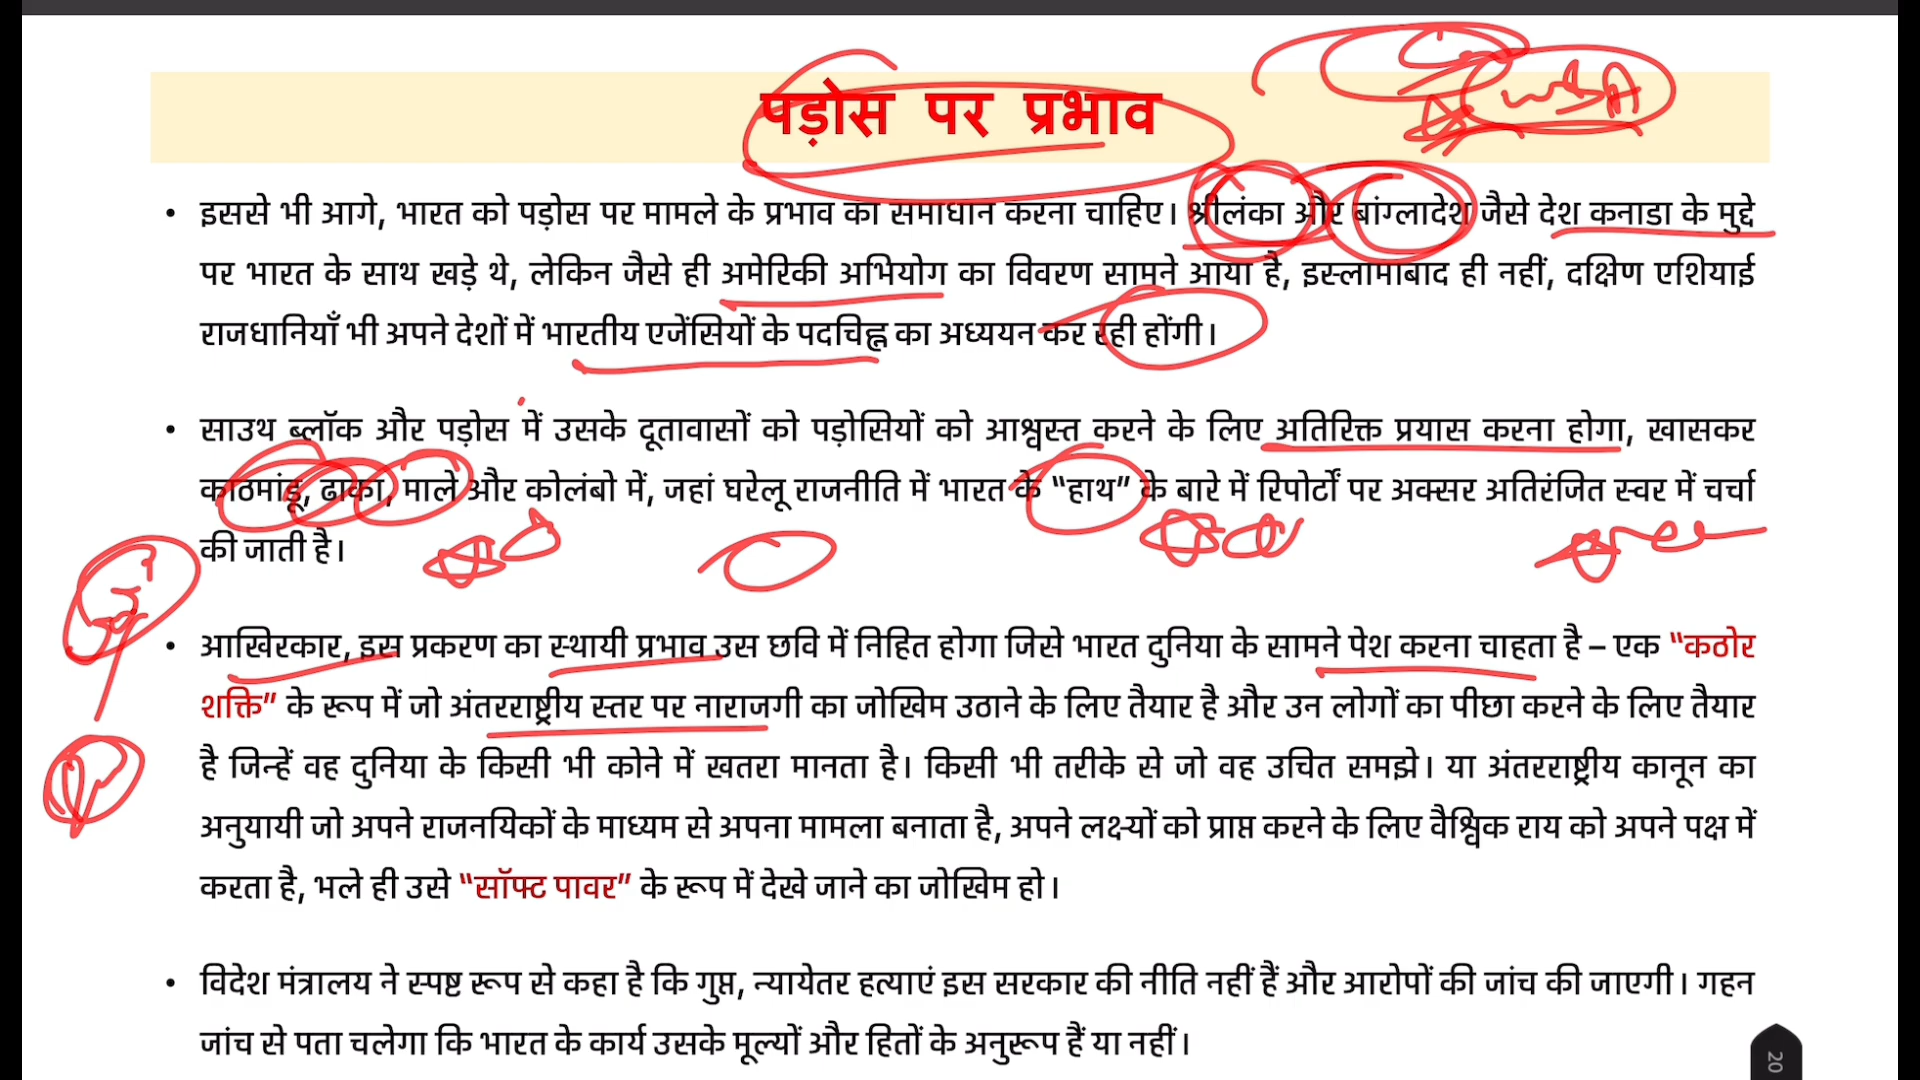 पड़ोस पर प्रभाव
• इससे भी आगे, भारत को पड़ोस पर मामले के प्रभाव का समाधान करना चाहिए। श्रीलंका और बांग्लादेश जैसे देश कनाडा के मुद्दे
पर भारत के साथ खड़े थे, लेकिन जैसे ही अमेरिकी अभियोग का विवरण सामने आया है, इस्लामाबाद ही नहीं, दक्षिण एशियाई
राजधानियाँ भी अपने देशों में भारतीय एजेंसियों के पदचिह्न का अध्ययन कर रही होंगी।
• साउथ ब्लॉक और पड़ोस में उसके दूतावासों को पड़ोसियों को आश्वस्त करने के लिए अतिरिक्त प्रयास करना होगा, खासकर
काठमांडू, ढाका, माले और कोलंबो में, जहां घरेलू राजनीति में भारत के “हाथ” के बारे में रिपोर्टों पर अक्सर अतिरंजित स्वर में चर्चा
की जाती है।
• आखिरकार, इस प्रकरण का स्थायी प्रभाव उस छवि में निहित होगा जिसे भारत दुनिया के सामने पेश करना चाहता है – एक “कठोर
शक्ति” के रूप में जो अंतरराष्ट्रीय स्तर पर नाराजगी का जोखिम उठाने के लिए तैयार है और उन लोगों का पीछा करने के लिए तैयार
है जिन्हें वह दुनिया के किसी भी कोने में खतरा मानता है। किसी भी तरीके से जो वह उचित समझे। या अंतरराष्ट्रीय कानून का
अनुयायी जो अपने राजनयिकों के माध्यम से अपना मामला बनाता है, अपने लक्ष्यों को प्राप्त करने के लिए वैश्विक राय को अपने पक्ष में
करता है, भले ही उसे “सॉफ्ट पावर” के रूप में देखे जाने का जोखिम हो।
• विदेश मंत्रालय ने स्पष्ट रूप से कहा है कि गुप्त, न्यायेतर हत्याएं इस सरकार की नीति नहीं हैं और आरोपों की जांच की जाएगी। गहन
जांच से पता चलेगा कि भारत के कार्य उसके मूल्यों और हितों के अनुरूप हैं या नहीं।
20